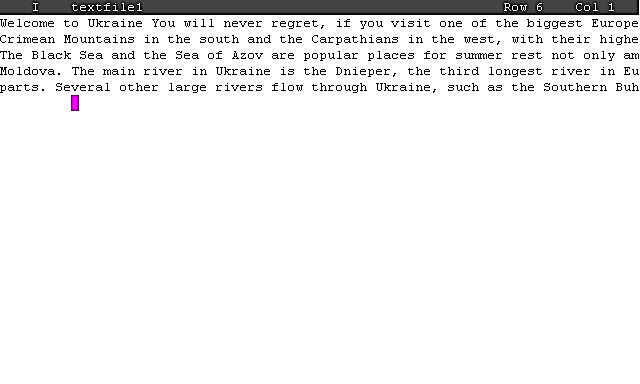 I textfile1 Row 6 Col 1
Welcome to Ukraine You will never regret, if you visit one of the biggest Europe
Crimean Mountains in the south and the Carpathians in the west, with their highe
The Black Sea and the Sea of Azov are popular places for summer rest not only am
Moldova. The main river in Ukraine is the Dnieper, the third longest river in Eu
parts. Several other large rivers flow through Ukraine, such as the Southern Buh